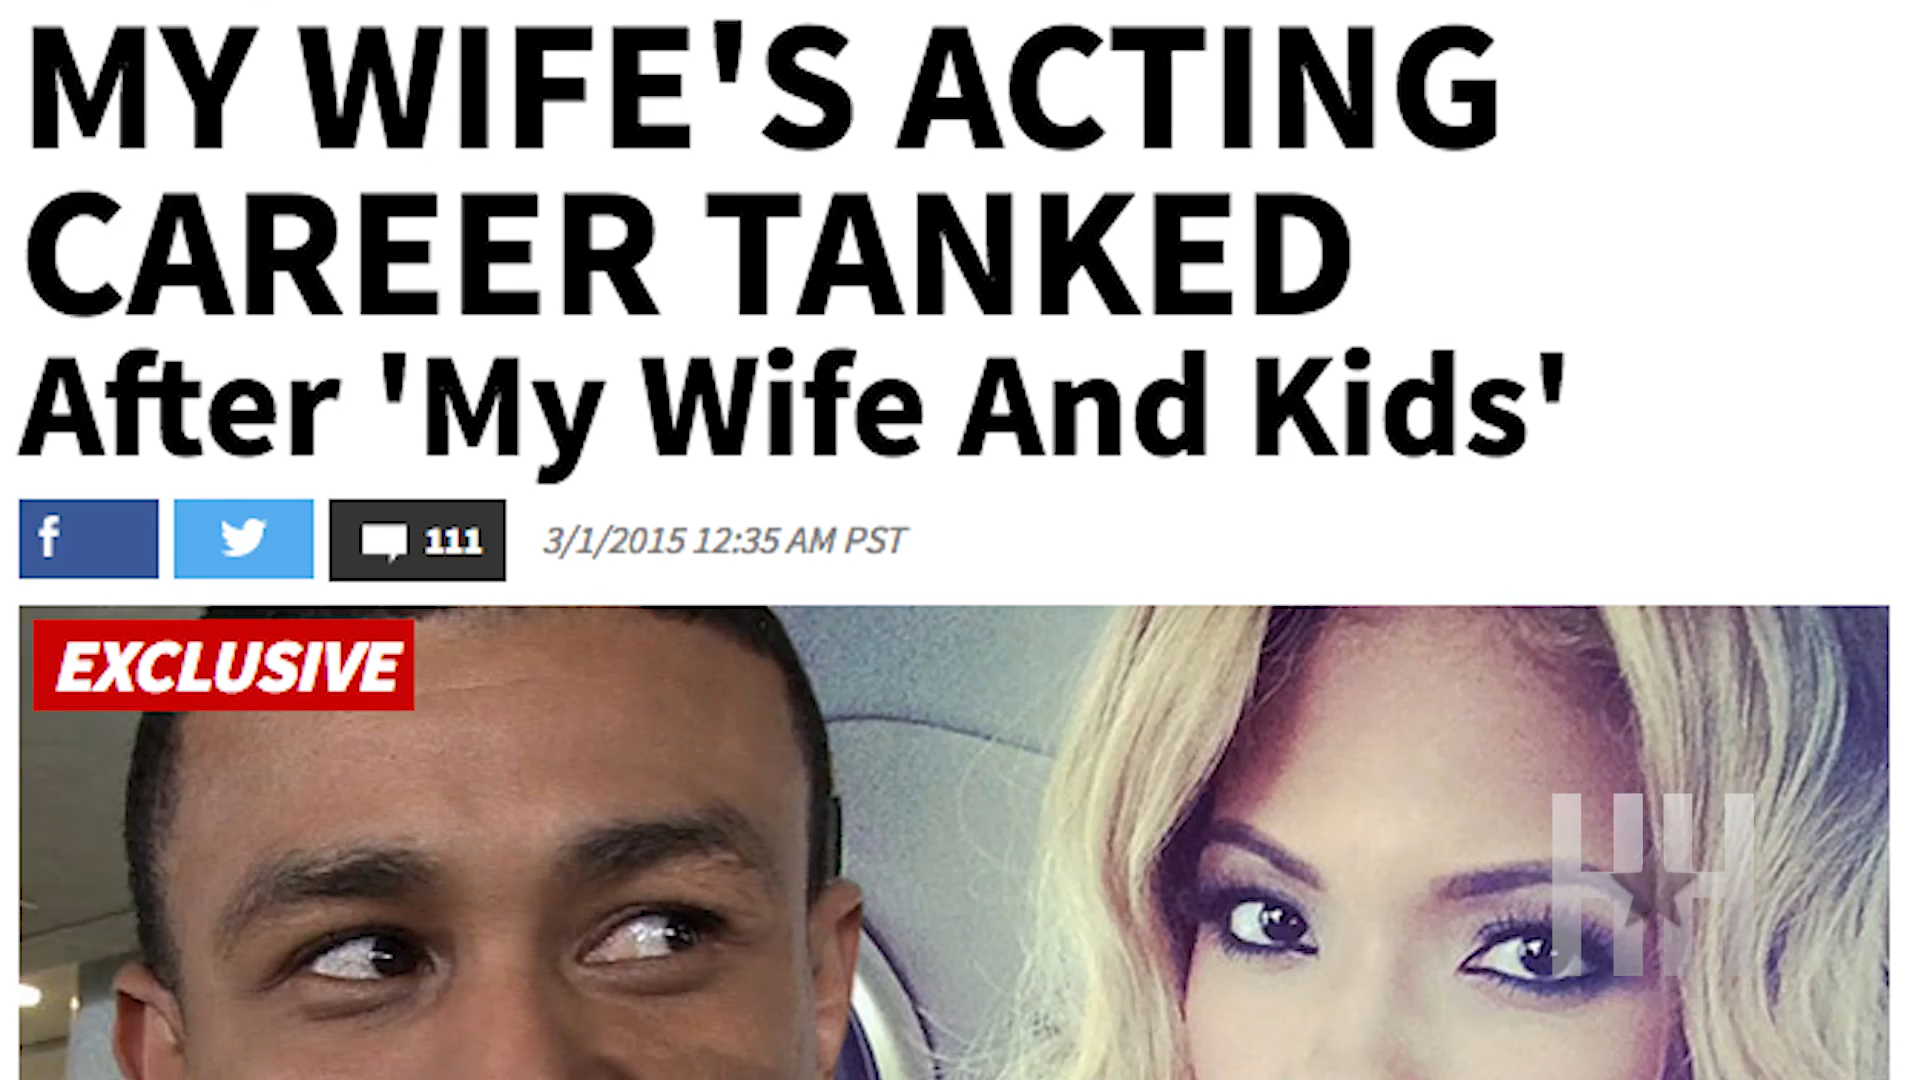 MY WIFE'S ACTING
CAREER TANKED
After 'My Wife And Kids'
f 111 3/1/2015 12:35 AM PST
EXCLUSIVE
HH